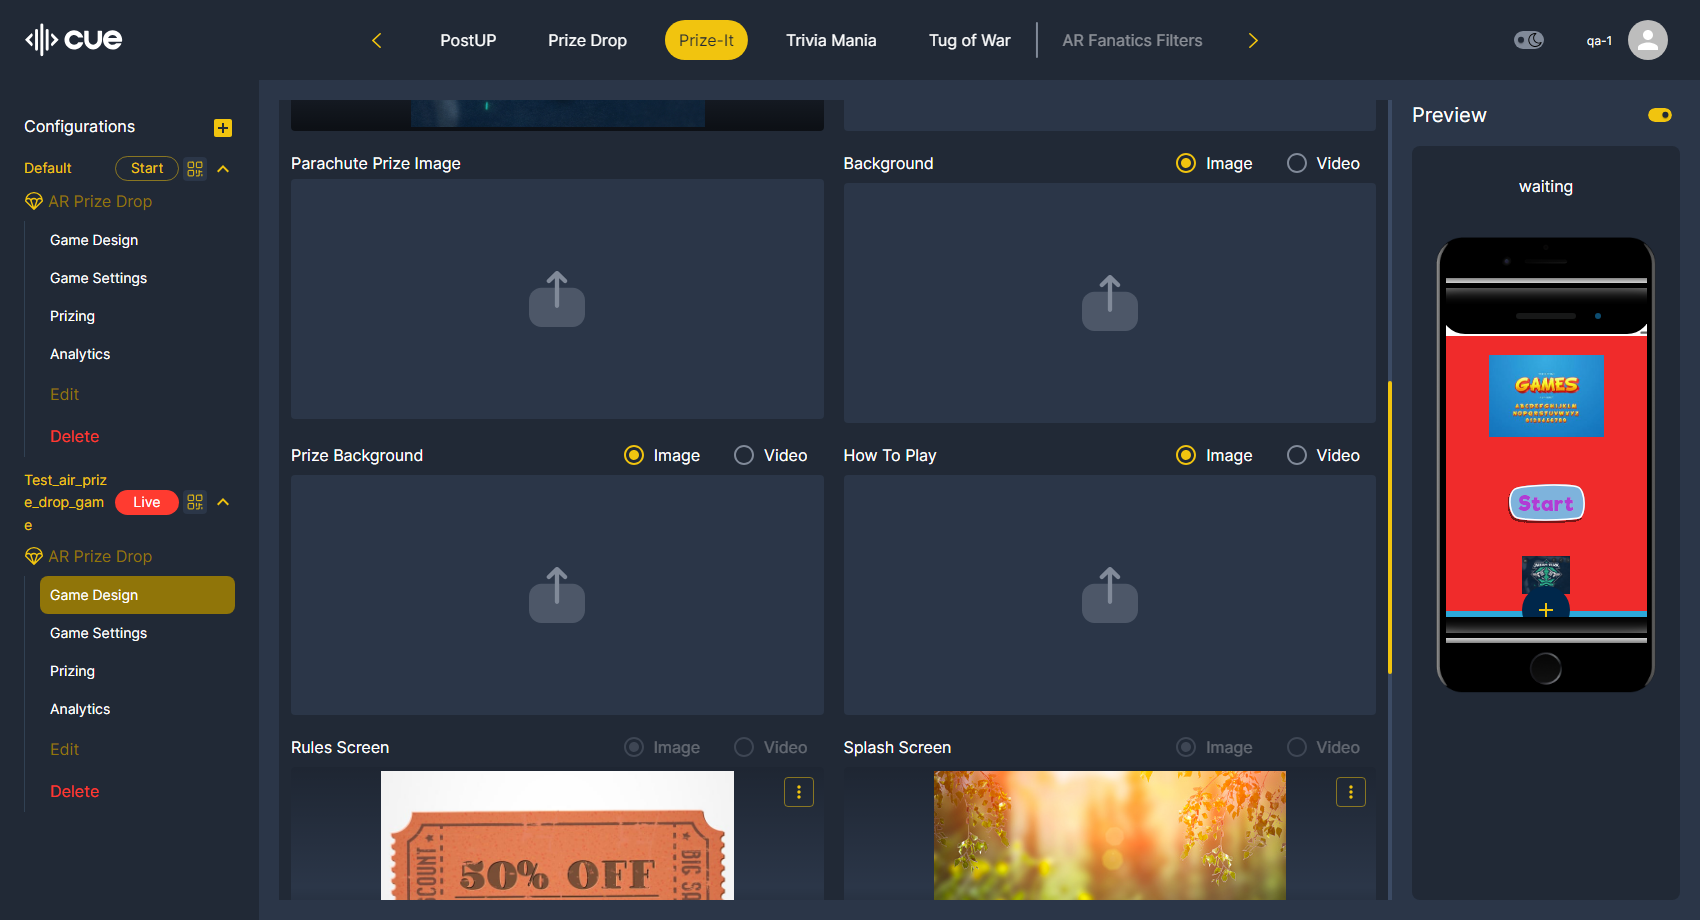 cue
PostUP
Prize Drop
Prize-It
Trivia Mania
Tug of War
AR Fanatics Filters
qa-1
Configurations
Default
Start
AR Prize Drop
Game Design
Game Settings
Prizing
Analytics
Edit
Delete
Test_air_priz
e_drop_gam
e
Live
AR Prize Drop
Game Design
Game Settings
Prizing
Analytics
Edit
Delete
Parachute Prize Image
Background
Image
Video
Prize Background
Image
Video
How To Play
Image
Video
Rules Screen
Image
Video
Splash Screen
Image
Video
50% OFF
COUNT
BIG SA
Preview
waiting
GAMES
Start